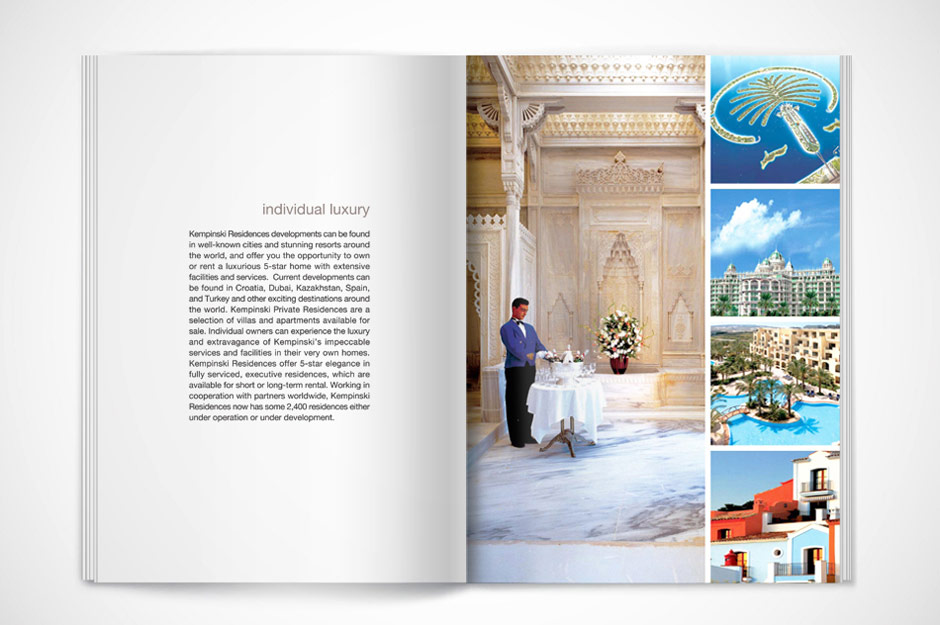 individual luxury
Kempinski Residences developments can be found
in well-known cities and stunning resorts around
the world, and offer you the opportunity to own
or rent a luxurious 5-star home with extensive
facilities and services. Current developments can
be found in Croatia, Dubai, Kazakhstan, Spain,
and Turkey and other exciting destinations around
the world. Kempinski Private Residences are a
selection of villas and apartments available for
sale. Individual owners can experience the luxury
and extravagance of Kempinski's impeccable
services and facilities in their very own homes.
Kempinski Residences offer 5-star elegance in
fully serviced, executive residences, which are
available for short or long-term rental. Working in
cooperation with partners worldwide, Kempinski
Residences now has some 2,400 residences either
under operation or under development.